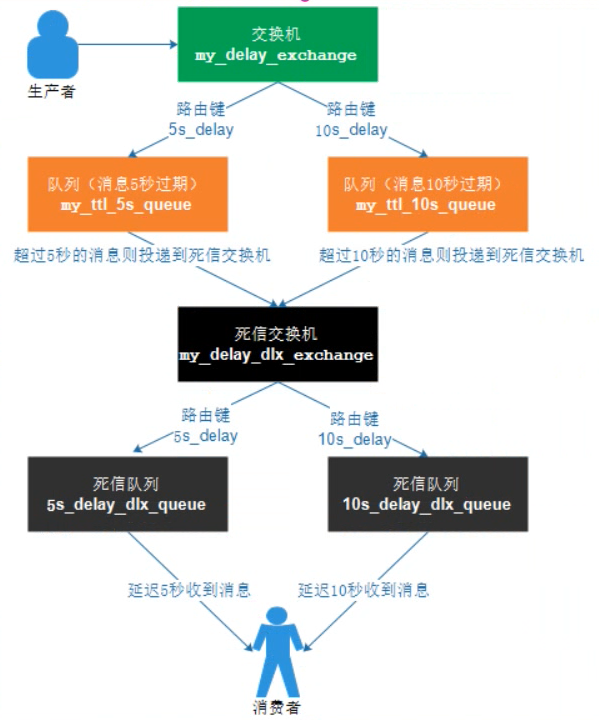 交换机
my_delay_exchange
生产者
路由键
5s_delay
路由键
10s_delay
队列（消息5秒过期）
my_ttl_5s_queue
队列（消息10秒过期）
my_ttl_10s_queue
超过5秒的消息则投递到死信交换机
超过10秒的消息则投递到死信交换机
死信交换机
my_delay_dlx_exchange
路由键
5s_delay
路由键
10s_delay
死信队列
5s_delay_dlx_queue
死信队列
10s_delay_dlx_queue
延迟5秒收到消息
延迟10秒收到消息
消费者